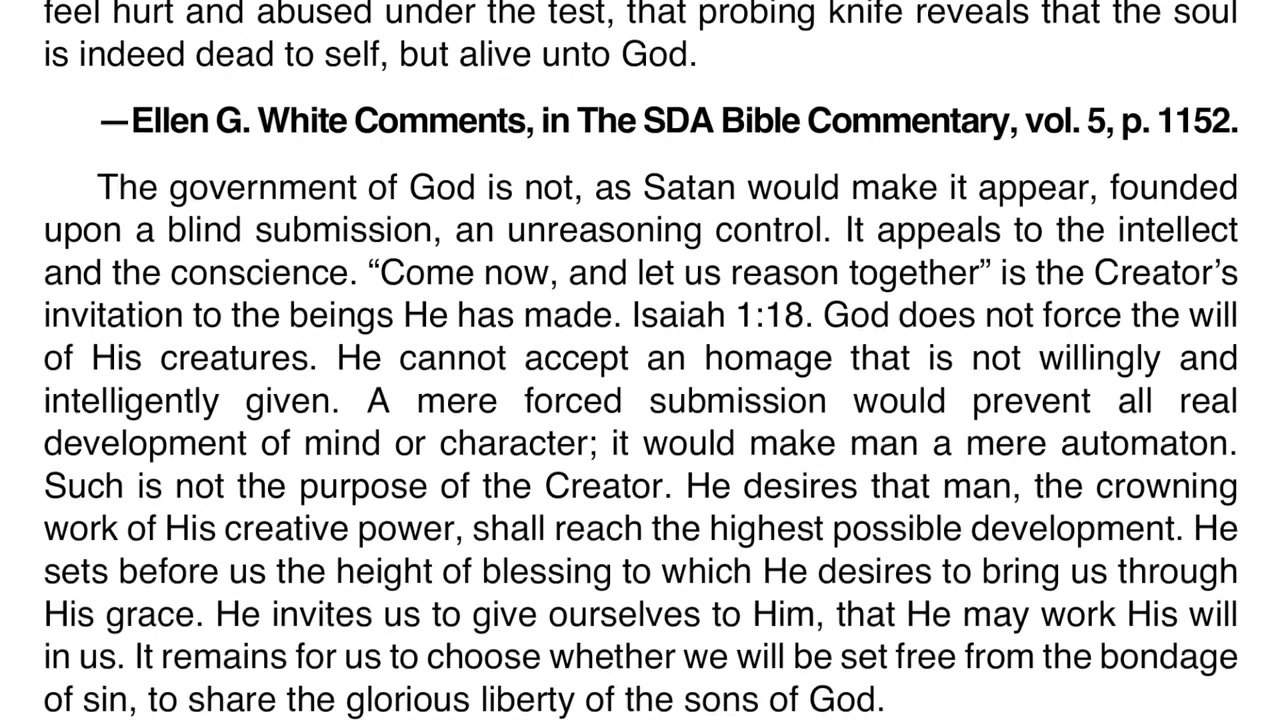 feel hurt and abused under the test, that probing knife reveals that the soul
is indeed dead to self, but alive unto God.
—Ellen G. White Comments, in The SDA Bible Commentary, vol. 5, p. 1152.
The government of God is not, as Satan would make it appear, founded
upon a blind submission, an unreasoning control. It appeals to the intellect
and the conscience. “Come now, and let us reason together” is the Creator’s
invitation to the beings He has made. Isaiah 1:18. God does not force the will
of His creatures. He cannot accept an homage that is not willingly and
intelligently given. A mere forced submission would prevent all real
development of mind or character; it would make man a mere automaton.
Such is not the purpose of the Creator. He desires that man, the crowning
work of His creative power, shall reach the highest possible development. He
sets before us the height of blessing to which He desires to bring us through
His grace. He invites us to give ourselves to Him, that He may work His will
in us. It remains for us to choose whether we will be set free from the bondage
of sin, to share the glorious liberty of the sons of God.